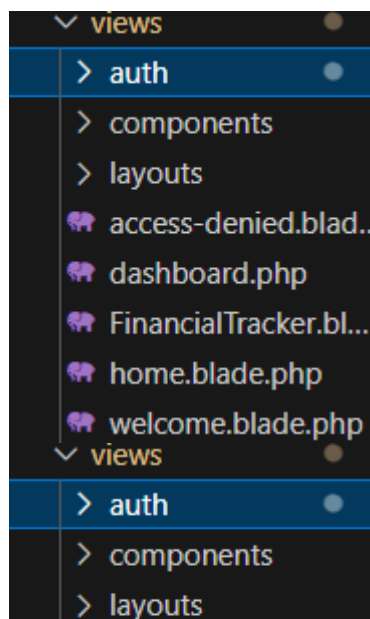 views
auth
components
layouts
access-denied.blad..
dashboard.php
FinancialTracker.bl...
home.blade.php
welcome.blade.php
views
auth
components
layouts